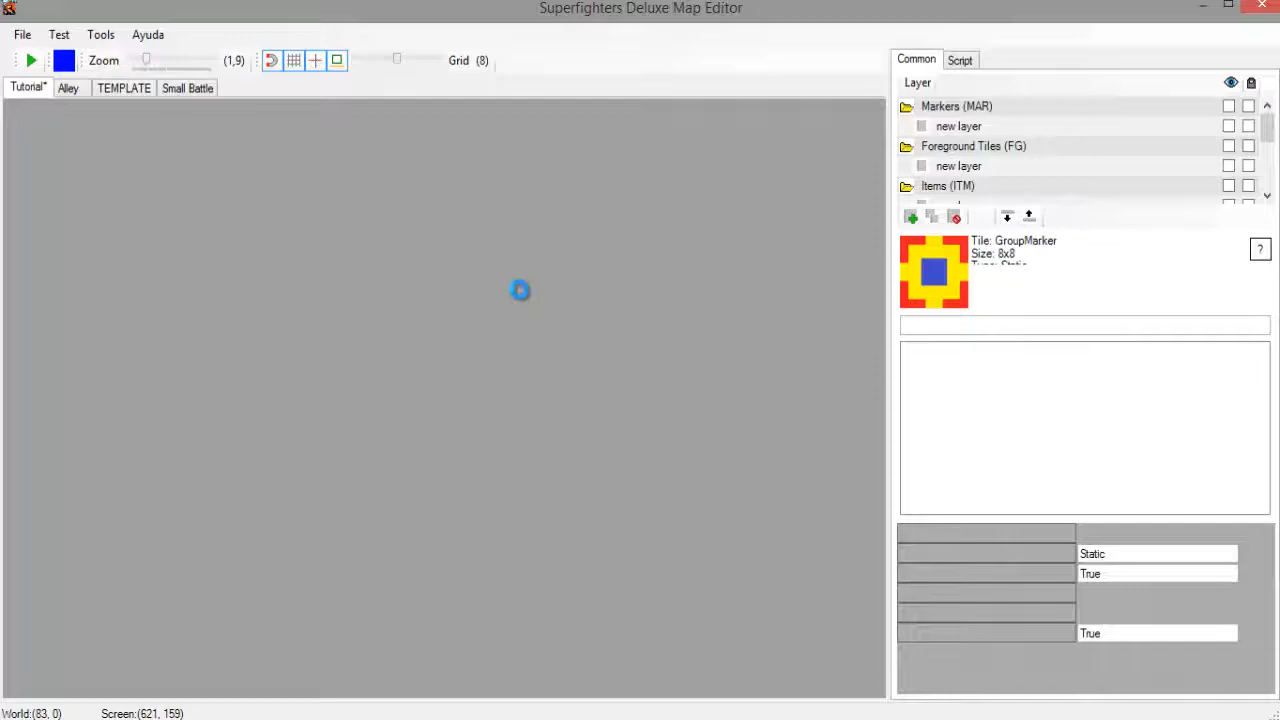 Superfighters Deluxe Map Editor
File Test Tools Ayuda
Zoom (1,9) Grid (8)
Tutorial* Alley TEMPLATE Small Battle
Common Script
Layer
Markers (MAR)
new layer
Foreground Tiles (FG)
new layer
Items (ITM)
Tile: GroupMarker
Size: 8x8
Type: Static
?
Static
True
True
World:(83, 0) Screen:(621, 159)